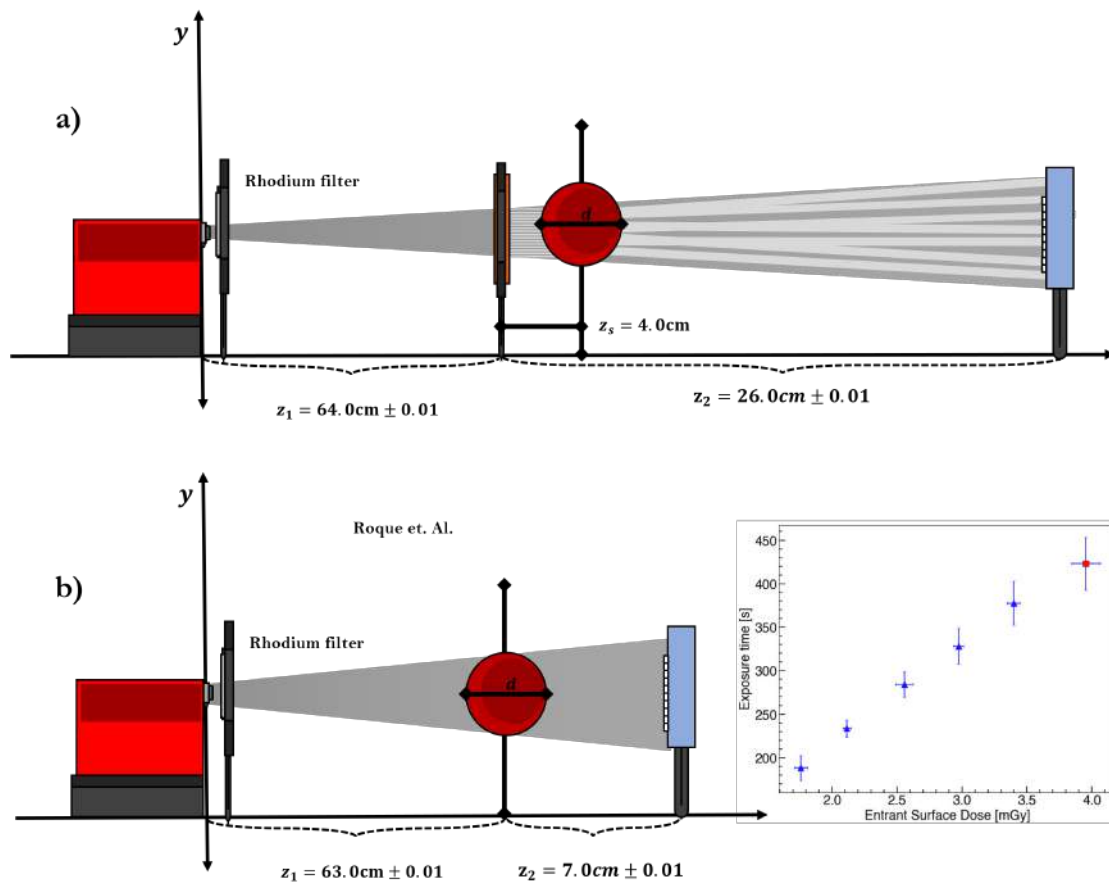 y
a)
Rhodium filter
d
z_s = 4.0cm
z_1 = 64.0cm ± 0.01
z_2 = 26.0cm ± 0.01
y
Roque et. Al.
b)
Rhodium filter
d
z_1 = 63.0cm ± 0.01
z_2 = 7.0cm ± 0.01
Exposure time [s]
450
400
350
300
250
200
2.0 2.5 3.0 3.5 4.0
Entrant Surface Dose [mGy]